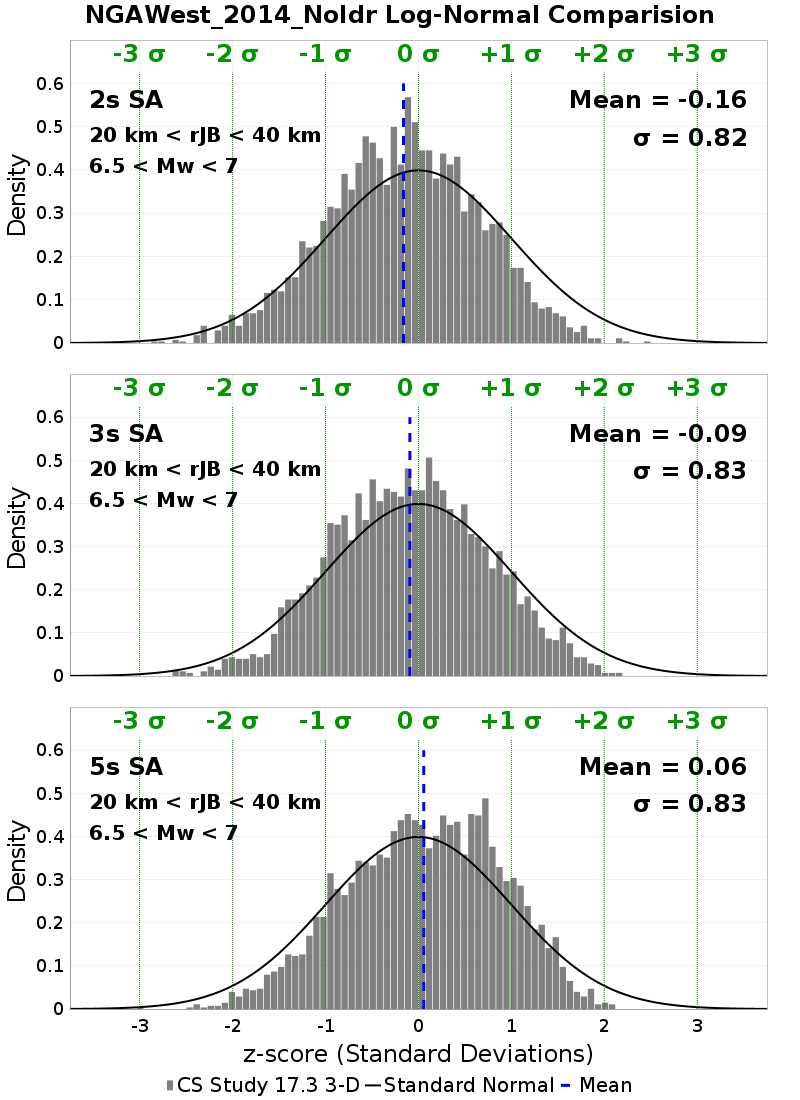 NGAWest_2014_NoIdr Log-Normal Comparision
-3 σ -2 σ -1 σ 0 σ +1 σ +2 σ +3 σ
2s SA
20 km < rJB < 40 km
6.5 < Mw < 7
Mean = -0.16
σ = 0.82
Density
0.6
0.5
0.4
0.3
0.2
0.1
0
-3 σ -2 σ -1 σ 0 σ +1 σ +2 σ +3 σ
3s SA
20 km < rJB < 40 km
6.5 < Mw < 7
Mean = -0.09
σ = 0.83
Density
0.6
0.5
0.4
0.3
0.2
0.1
0
-3 σ -2 σ -1 σ 0 σ +1 σ +2 σ +3 σ
5s SA
20 km < rJB < 40 km
6.5 < Mw < 7
Mean = 0.06
σ = 0.83
Density
0.6
0.5
0.4
0.3
0.2
0.1
0
-3 -2 -1 0 1 2 3
z-score (Standard Deviations)
CS Study 17.3 3-D Standard Normal Mean